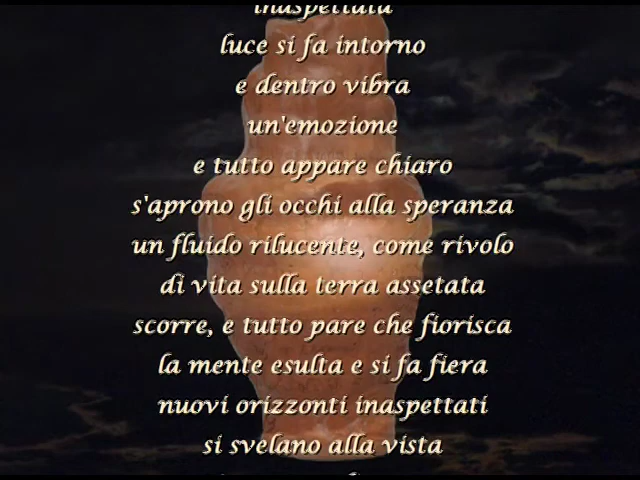 inaspettata
luce si fa intorno
e dentro vibra
un'emozione
e tutto appare chiaro
s'aprono gli occhi alla speranza
un fluido rilucente, come rivolo
di vita sulla terra assetata
scorre, e tutto pare che fiorisca
la mente esulta e si fa fiera
nuovi orizzonti inaspettati
si svelano alla vista